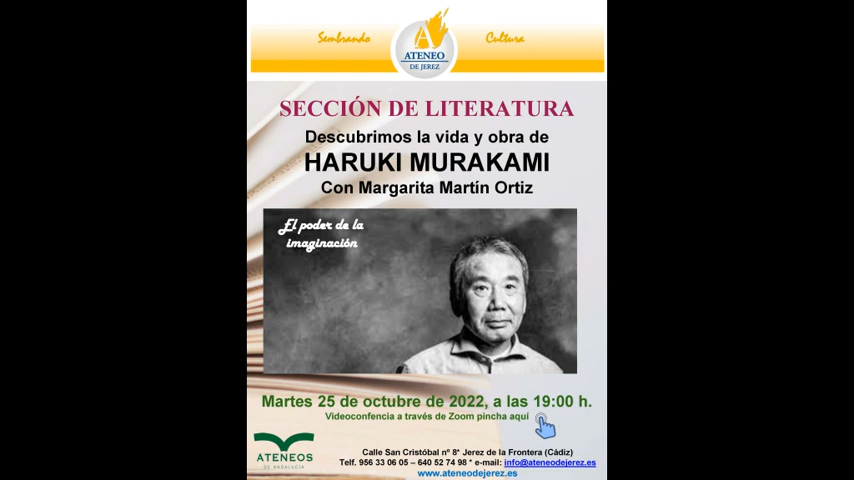 Sembrando
Cultura
A
ATENEO
DE JEREZ
SECCIÓN DE LITERATURA
Descubrimos la vida y obra de
HARUKI MURAKAMI
Con Margarita Martín Ortiz
El poder de la
imaginación
Martes 25 de octubre de 2022, a las 19:00 h.
Videoconfencia a través de Zoom pincha aquí
ATENEOS
DE ANDALUCÍA
Calle San Cristóbal nº 8* Jerez de la Frontera (Cádiz)
Telf. 956 33 06 05 – 640 52 74 98 * e-mail: info@ateneodejerez.es
www.ateneodejerez.es